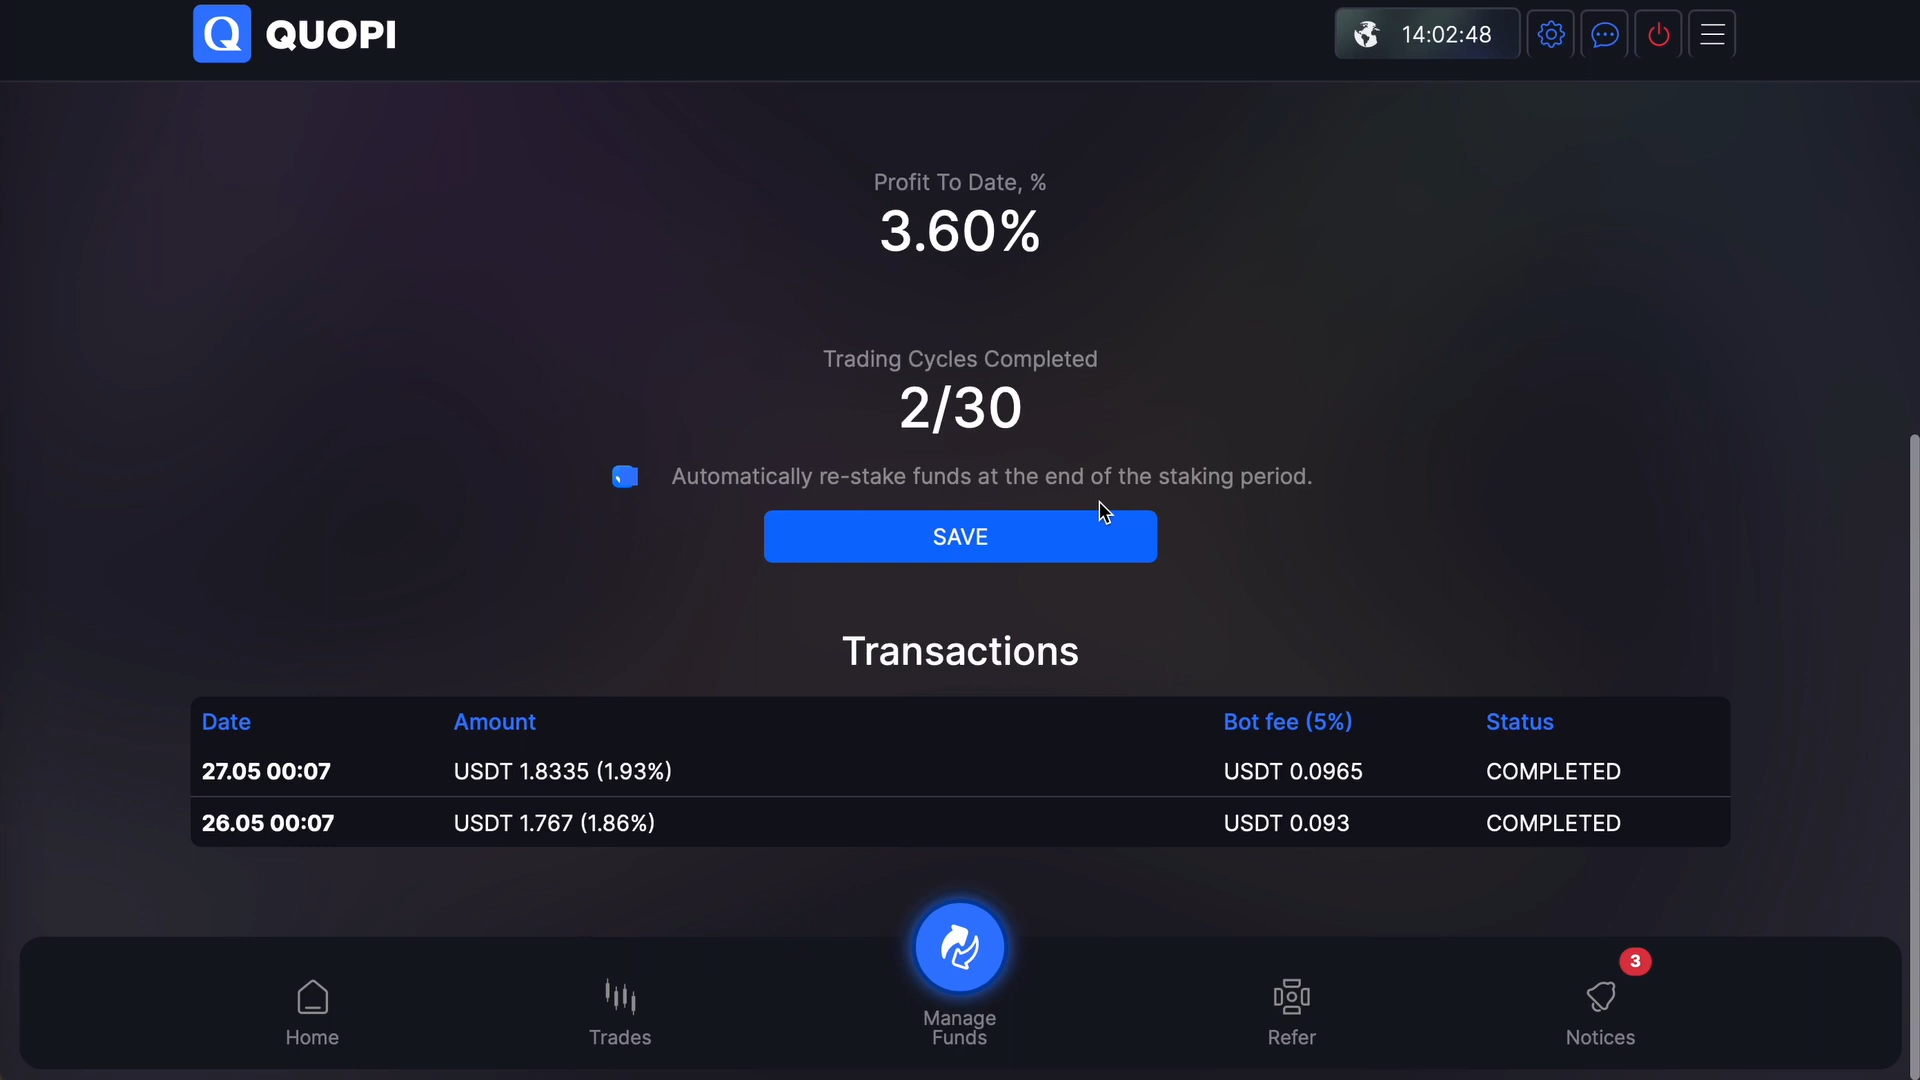 Q QUOPI
14:02:48
Profit To Date, %
3.60%
Trading Cycles Completed
2/30
Automatically re-stake funds at the end of the staking period.
SAVE
Transactions
Date Amount Bot fee (5%) Status
27.05 00:07 USDT 1.8335 (1.93%) USDT 0.0965 COMPLETED
26.05 00:07 USDT 1.767 (1.86%) USDT 0.093 COMPLETED
3
Home Trades Manage Funds Refer Notices